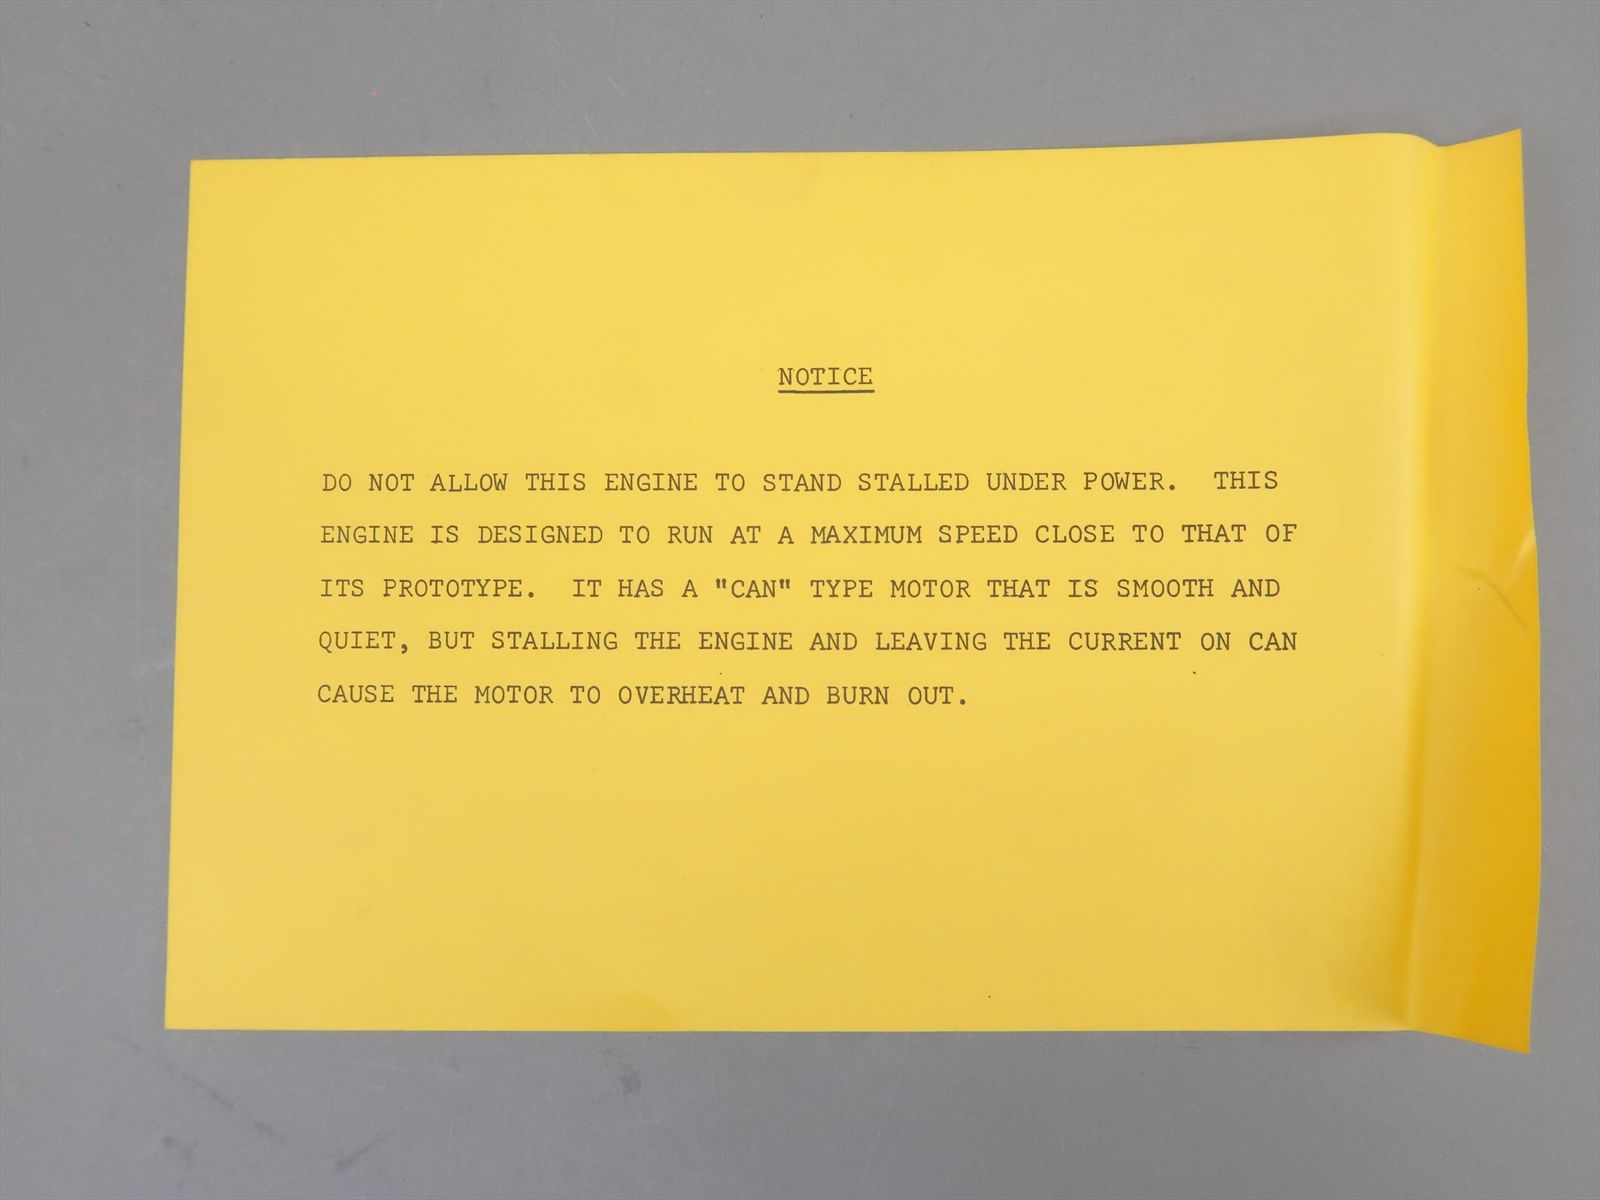 NOTICE
DO NOT ALLOW THIS ENGINE TO STAND STALLED UNDER POWER.  THIS
ENGINE IS DESIGNED TO RUN AT A MAXIMUM SPEED CLOSE TO THAT OF
ITS PROTOTYPE.  IT HAS A "CAN" TYPE MOTOR THAT IS SMOOTH AND
QUIET, BUT STALLING THE ENGINE AND LEAVING THE CURRENT ON CAN
CAUSE THE MOTOR TO OVERHEAT AND BURN OUT.